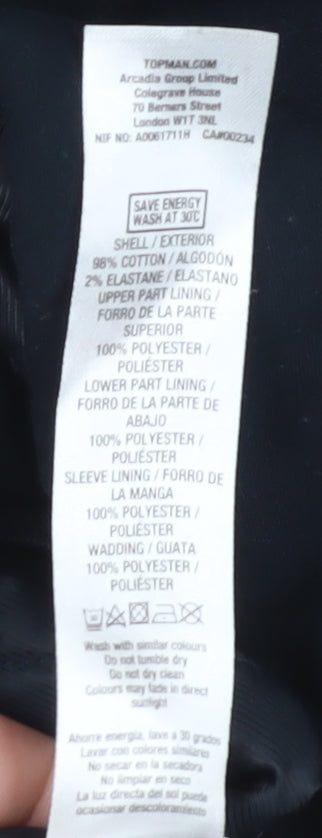 TOPMAN.COM
Arcadia Group Limited
Colegrave House
70 Berners Street
London W1T 3NL
NIF NO: A0061711H CA#00234
SAVE ENERGY
WASH AT 30°C
SHELL / EXTERIOR
98% COTTON / ALGODÓN
2% ELASTANE / ELASTANO
UPPER PART LINING /
FORRO DE LA PARTE
SUPERIOR
100% POLYESTER /
POLIÉSTER
LOWER PART LINING /
FORRO DE LA PARTE DE
ABAJO
100% POLYESTER /
POLIÉSTER
SLEEVE LINING / FORRO DE
LA MANGA
100% POLYESTER /
POLIÉSTER
WADDING / GUATA
100% POLYESTER /
POLIÉSTER
Wash with similar colours
Do not tumble dry
Do not dry clean
Colours may fade in direct
sunlight
Ahorre energía, lave a 30 grados
Lavar con colores similares
No secar en la secadora
No limpiar en seco
La luz directa del sol puede
ocasionar descoloramiento